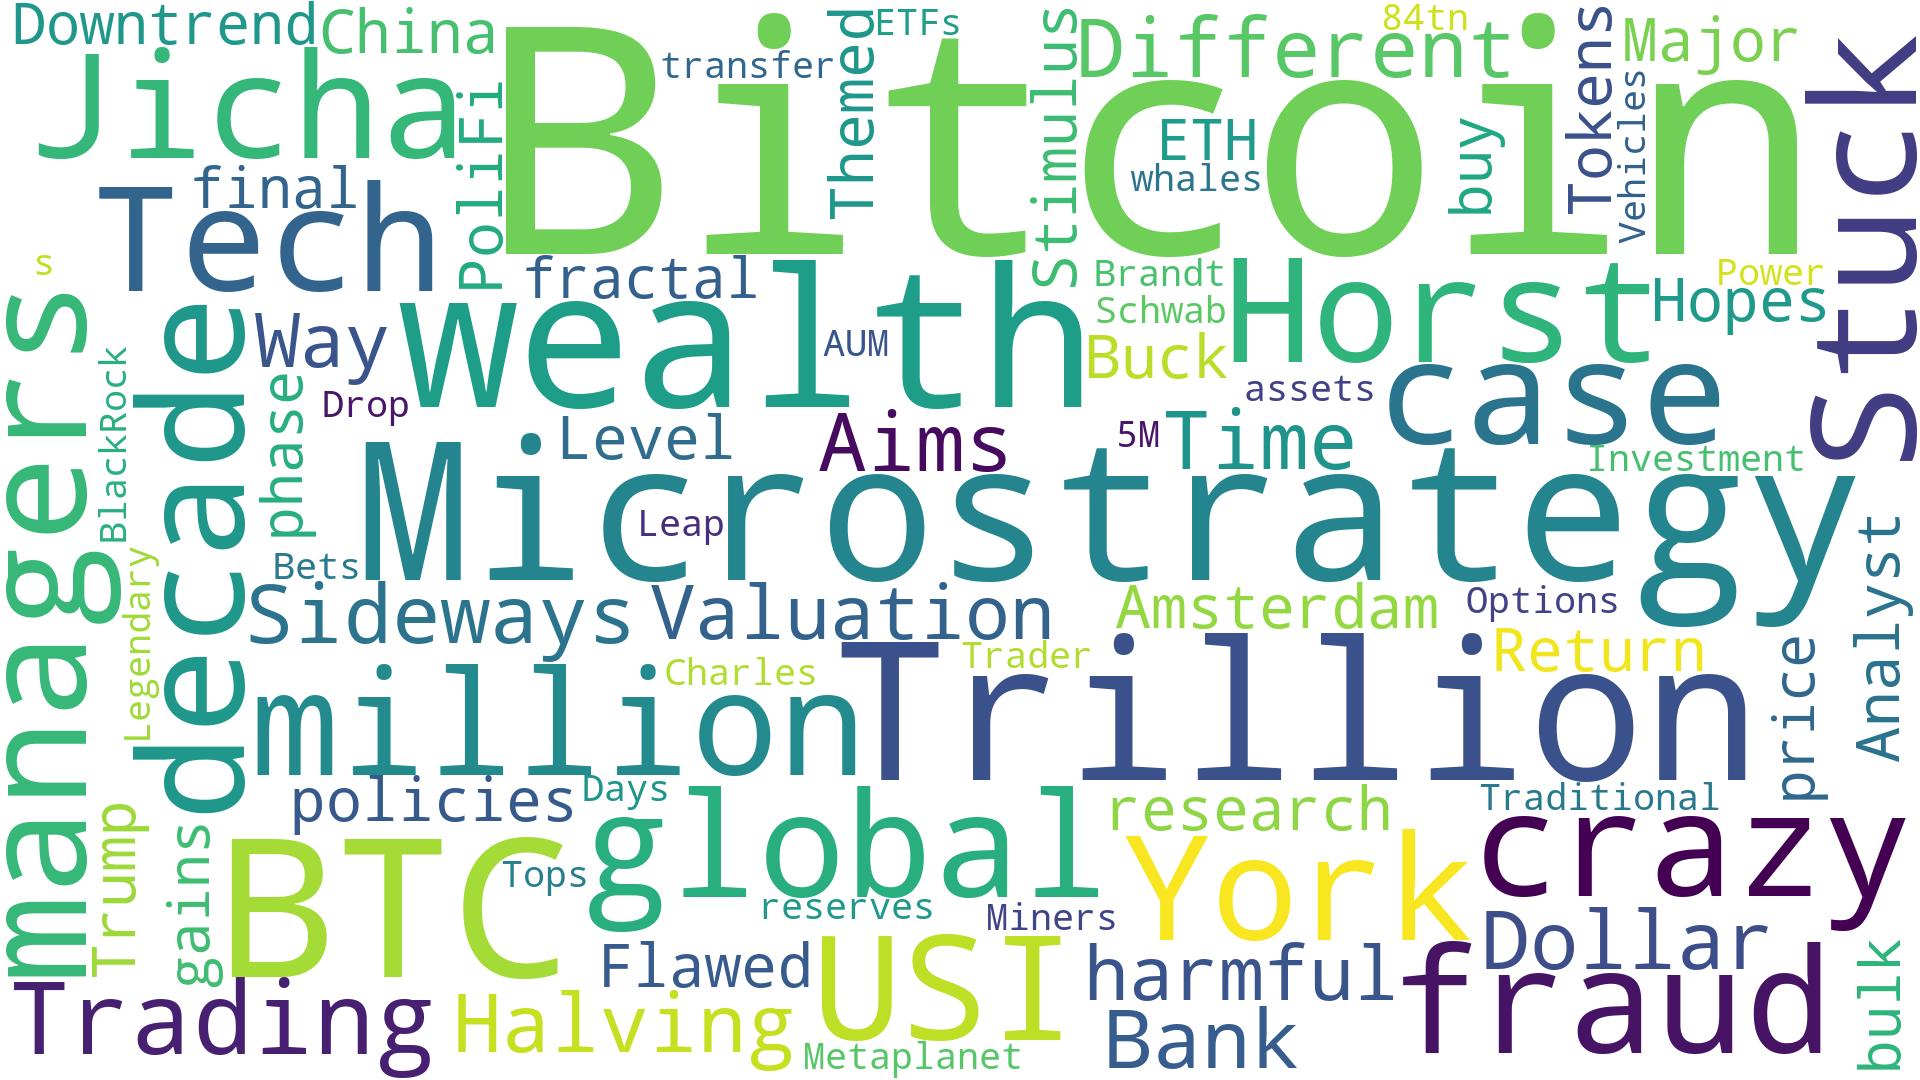 Downtrend
China
Jicha
Bitcoin
transfer
Themed
ETFs
Stimulus
Different
84tn
Major
Tokens
Vehicles
Stuck
ETH
whales
buy
PoliFi
final
Tech
s
fractal
Brandt
Schwab
Horst
Power
Hopes
Way
wealth
AUM
Buck
assets
case
managers
BlackRock
decade
phase
Drop
Level
Aims
5M
Time
Investment
Microstrategy
Leap
Bets
Legendary
Sideways
Valuation
Amsterdam
Options
Return
Analyst
price
Trader
Charles
million
Trillion
policies
Days
global
research
Traditional
crazy
Trump
gains
BTC
Tops
reserves
Miners
York
Dollar
Flawed
USI
harmful
fraud
bulk
Trading
Halving
Metaplanet
Bank